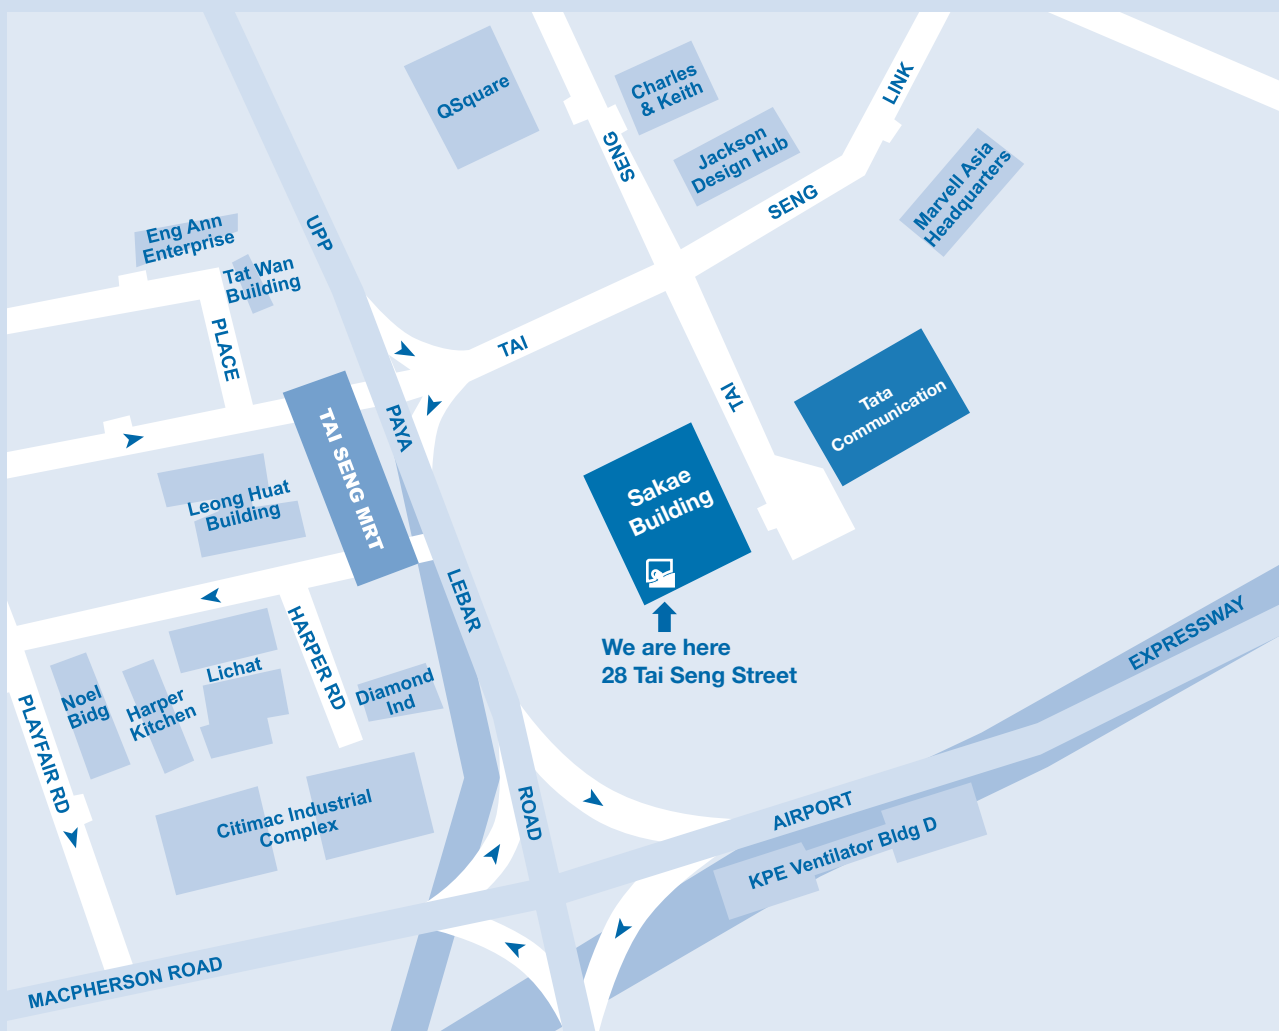 QSquare
Charles
& Keith
LINK
SENG
Jackson
Design Hub
SENG
Marvell Asia
Headquarters
Eng Ann
Enterprise
UPP
Tat Wan
Building
PLACE
TAI
TAI
Tata
Communication
PAYA
TAI SENG MRT
Sakae
Building
Leong Huat
Building
LEBAR
HARPER RD
We are here
28 Tai Seng Street
EXPRESSWAY
Lichat
Noel
Bidg
Harper
Kitchen
Diamond
Ind
PLAYFAIR RD
Citimac Industrial
Complex
ROAD
AIRPORT
KPE Ventilator Bldg D
MACPHERSON ROAD